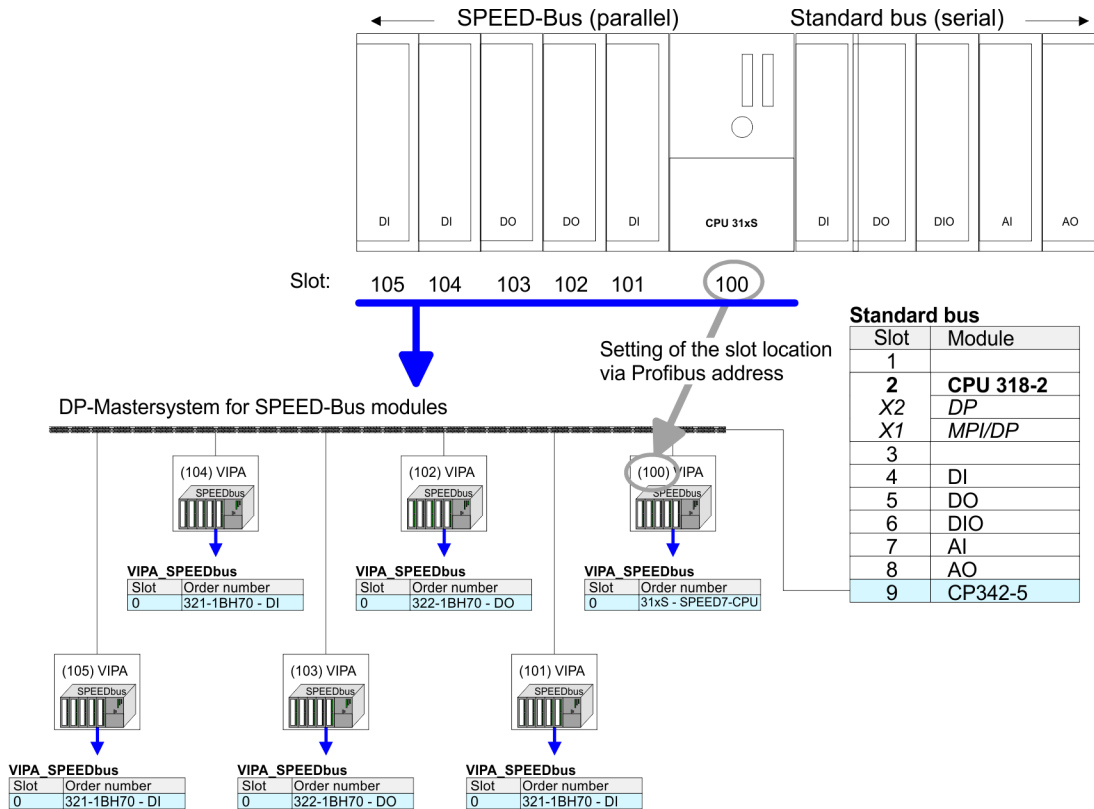 SPEED-Bus (parallel) Standard bus (serial)
DI DI DO DO DI CPU 31xS DI DO DIO AI AO
Slot: 105 104 103 102 101 100
Setting of the slot location
via Profibus address
Standard bus
Slot Module
1
2 CPU 318-2
X2 DP
X1 MPI/DP
3
4 DI
5 DO
6 DIO
7 AI
8 AO
9 CP342-5
DP-Mastersystem for SPEED-Bus modules
(104) VIPA
SPEEDbus
VIPA_SPEEDbus
Slot Order number
0 321-1BH70 - DI
(102) VIPA
SPEEDbus
VIPA_SPEEDbus
Slot Order number
0 322-1BH70 - DO
(100) VIPA
SPEEDbus
VIPA_SPEEDbus
Slot Order number
0 31xS - SPEED7-CPU
(105) VIPA
SPEEDbus
VIPA_SPEEDbus
Slot Order number
0 321-1BH70 - DI
(103) VIPA
SPEEDbus
VIPA_SPEEDbus
Slot Order number
0 322-1BH70 - DO
(101) VIPA
SPEEDbus
VIPA_SPEEDbus
Slot Order number
0 321-1BH70 - DI